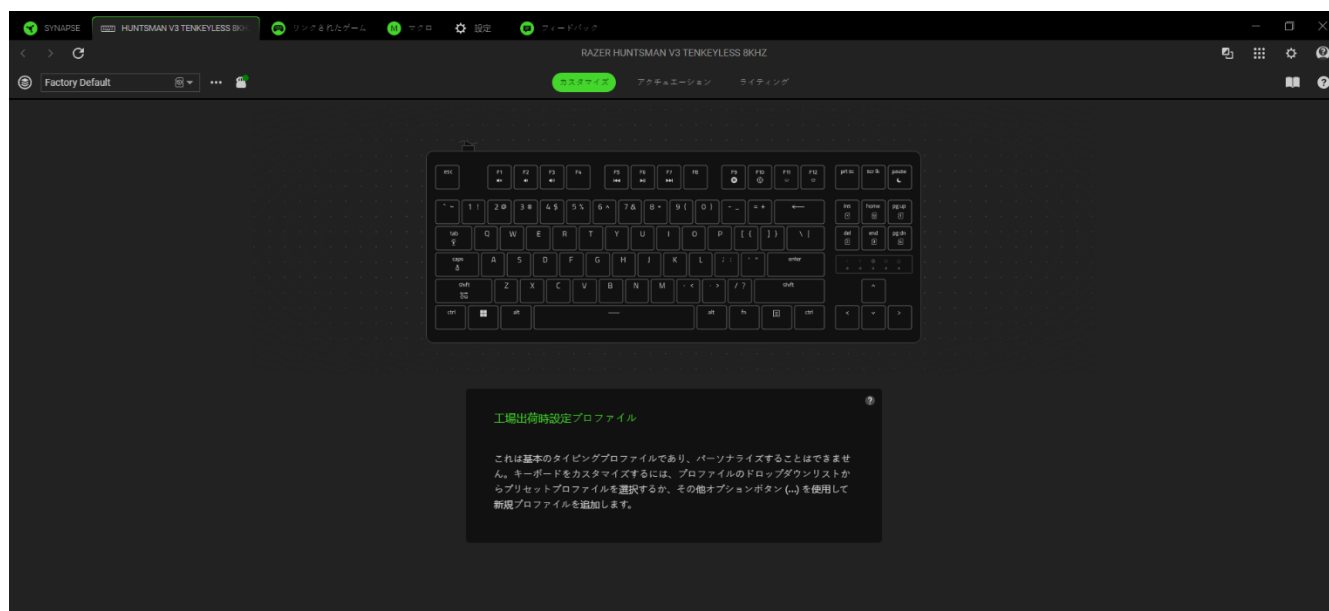 SYNAPSE
HUNTSMAN V3 TENKEYLESS 8KH
リンクされたゲーム
マクロ
設定
フィードバック
RAZER HUNTSMAN V3 TENKEYLESS 8KHZ
Factory Default
カスタマイズ
アクチュエーション
ライティング
esc F1 F2 F3 F4 F5 F6 F7 F8 F9 F10 F11 F12 prt sc scr lk pause
` ~ 1 ! 2 @ 3 # 4 $ 5 % 6 ^ 7 & 8 * 9 ( 0 ) - _ = + ins home pg up
tab Q W E R T Y U I O P [ { ] } \ | del end pg dn
caps A S D F G H J K L ; : ' " enter
shift Z X C V B N M , < . > / ? shift
ctrl alt alt fn ctrl
工場出荷時設定プロファイル
これは基本のタイピングプロファイルであり、パーソナライズすることはできませ
ん。キーボードをカスタマイズするには、プロファイルのドロップダウンリストか
らプリセットプロファイルを選択するか、その他オプションボタン (...) を使用して
新規プロファイルを追加します。